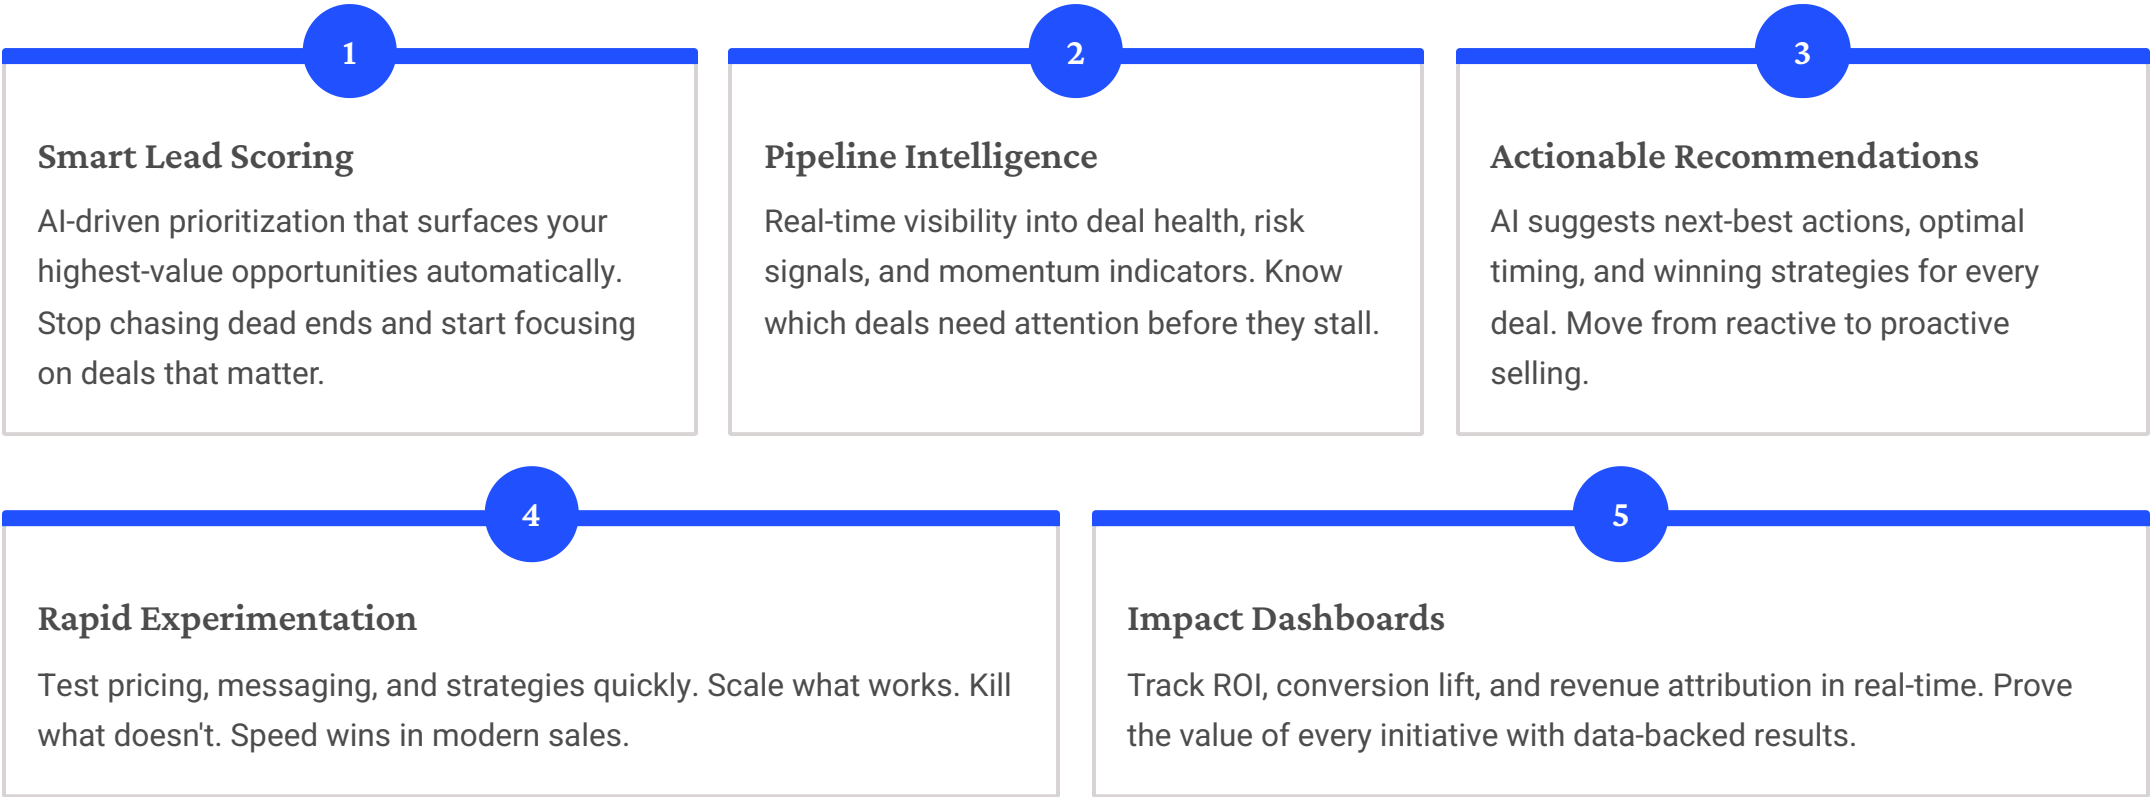 1
Smart Lead Scoring
AI-driven prioritization that surfaces your
highest-value opportunities automatically.
Stop chasing dead ends and start focusing
on deals that matter.
2
Pipeline Intelligence
Real-time visibility into deal health, risk
signals, and momentum indicators. Know
which deals need attention before they stall.
3
Actionable Recommendations
AI suggests next-best actions, optimal
timing, and winning strategies for every
deal. Move from reactive to proactive
selling.
4
Rapid Experimentation
Test pricing, messaging, and strategies quickly. Scale what works. Kill
what doesn't. Speed wins in modern sales.
5
Impact Dashboards
Track ROI, conversion lift, and revenue attribution in real-time. Prove
the value of every initiative with data-backed results.